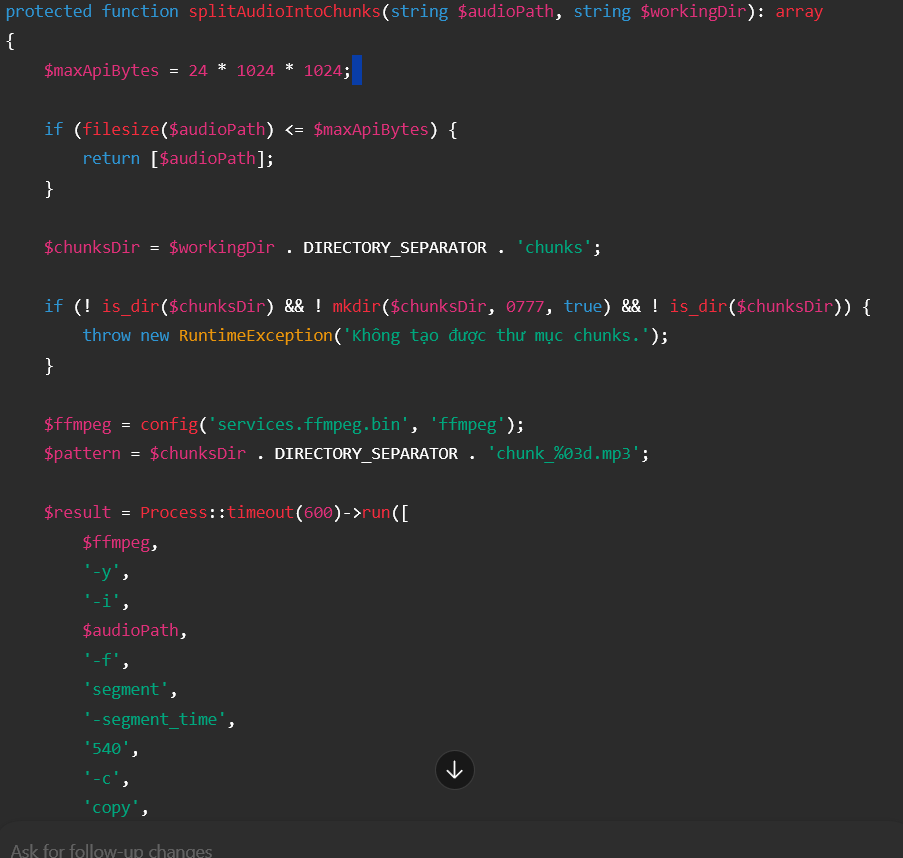 protected function splitAudioIntoChunks(string $audioPath, string $workingDir): array
{
    $maxApiBytes = 24 * 1024 * 1024;

    if (filesize($audioPath) <= $maxApiBytes) {
        return [$audioPath];
    }

    $chunksDir = $workingDir . DIRECTORY_SEPARATOR . 'chunks';

    if (! is_dir($chunksDir) && ! mkdir($chunksDir, 0777, true) && ! is_dir($chunksDir)) {
        throw new RuntimeException('Không tạo được thư mục chunks.');
    }

    $ffmpeg = config('services.ffmpeg.bin', 'ffmpeg');
    $pattern = $chunksDir . DIRECTORY_SEPARATOR . 'chunk_%03d.mp3';

    $result = Process::timeout(600)->run([
        $ffmpeg,
        '-y',
        '-i',
        $audioPath,
        '-f',
        'segment',
        '-segment_time',
        '540',
        '-c',
        'copy',
Ask for follow-up changes